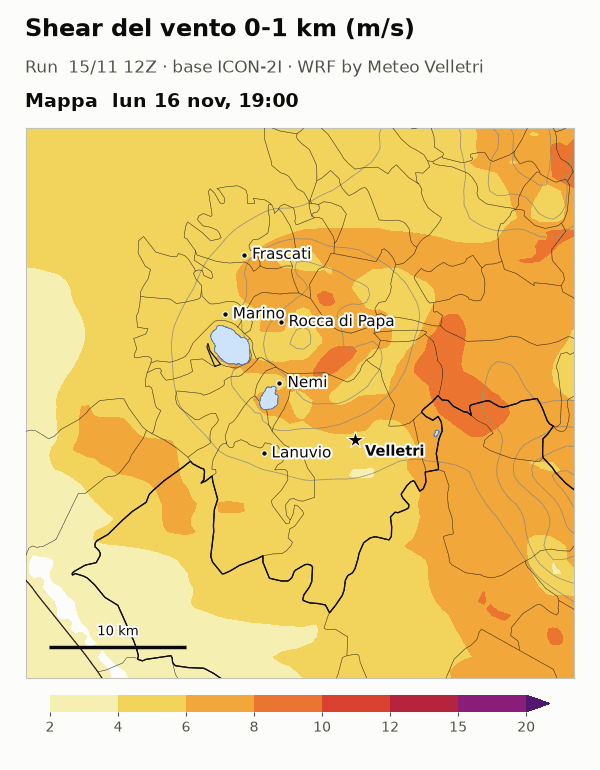 Shear del vento 0-1 km (m/s)
Run  15/11 12Z · base ICON-2I · WRF by Meteo Velletri
Mappa  lun 16 nov, 19:00
Frascati
Marino
Rocca di Papa
Nemi
Velletri
Lanuvio
10 km
2 4 6 8 10 12 15 20